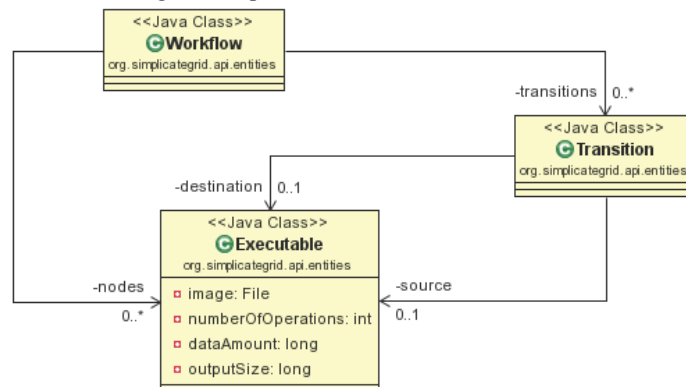 <<Java Class>>
Workflow
org.simplicategrid.api.entities
-transitions 0..*
<<Java Class>>
Transition
org.simplicategrid.api.entities
-destination 0..1
<<Java Class>>
Executable
org.simplicategrid.api.entities
-nodes
0..*
-source
0..1
image: File
numberOfOperations: int
dataAmount: long
outputSize: long